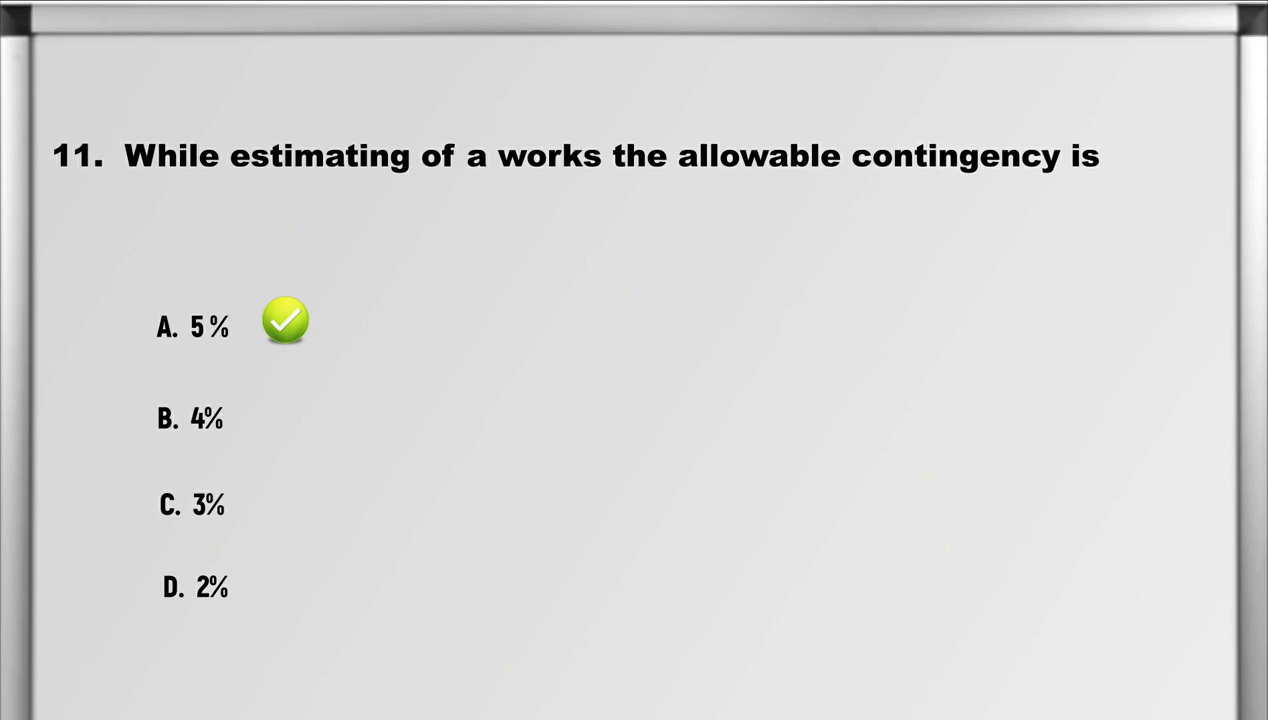 11. While estimating of a works the allowable contingency is
A. 5 %
B. 4%
C. 3%
D. 2%